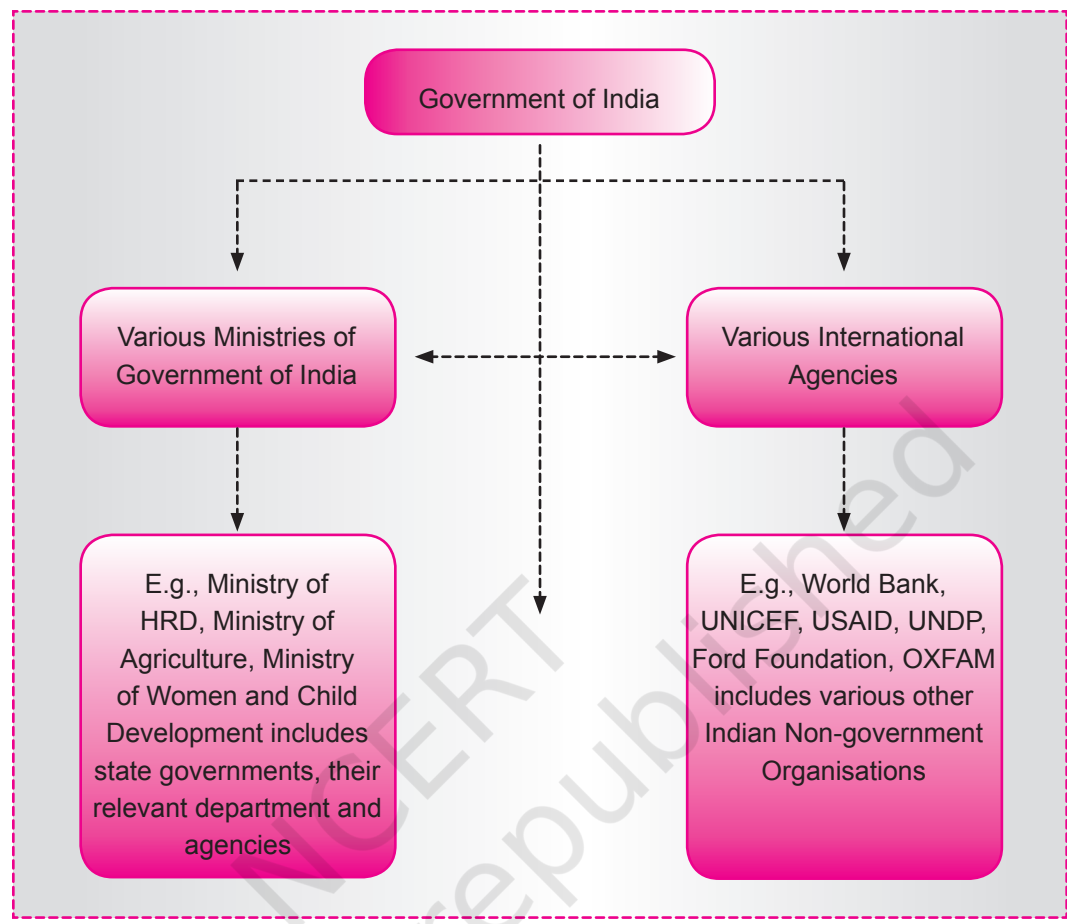 Government of India
Various Ministries of
Government of India
Various International
Agencies
E.g., Ministry of
HRD, Ministry of
Agriculture, Ministry
of Women and Child
Development includes
state governments, their
relevant department and
agencies
E.g., World Bank,
UNICEF, USAID, UNDP,
Ford Foundation, OXFAM
includes various other
Indian Non-government
Organisations
NCERT
republished